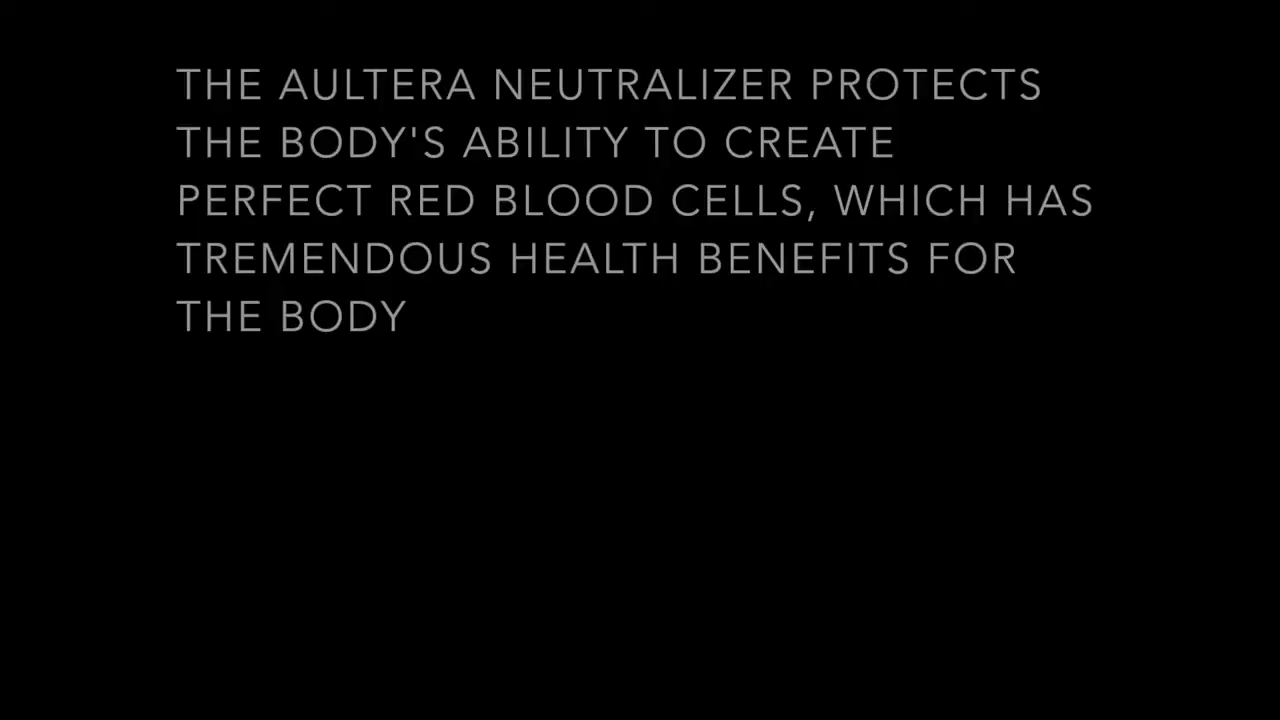 THE AULTERA NEUTRALIZER PROTECTS
THE BODY'S ABILITY TO CREATE
PERFECT RED BLOOD CELLS, WHICH HAS
TREMENDOUS HEALTH BENEFITS FOR
THE BODY